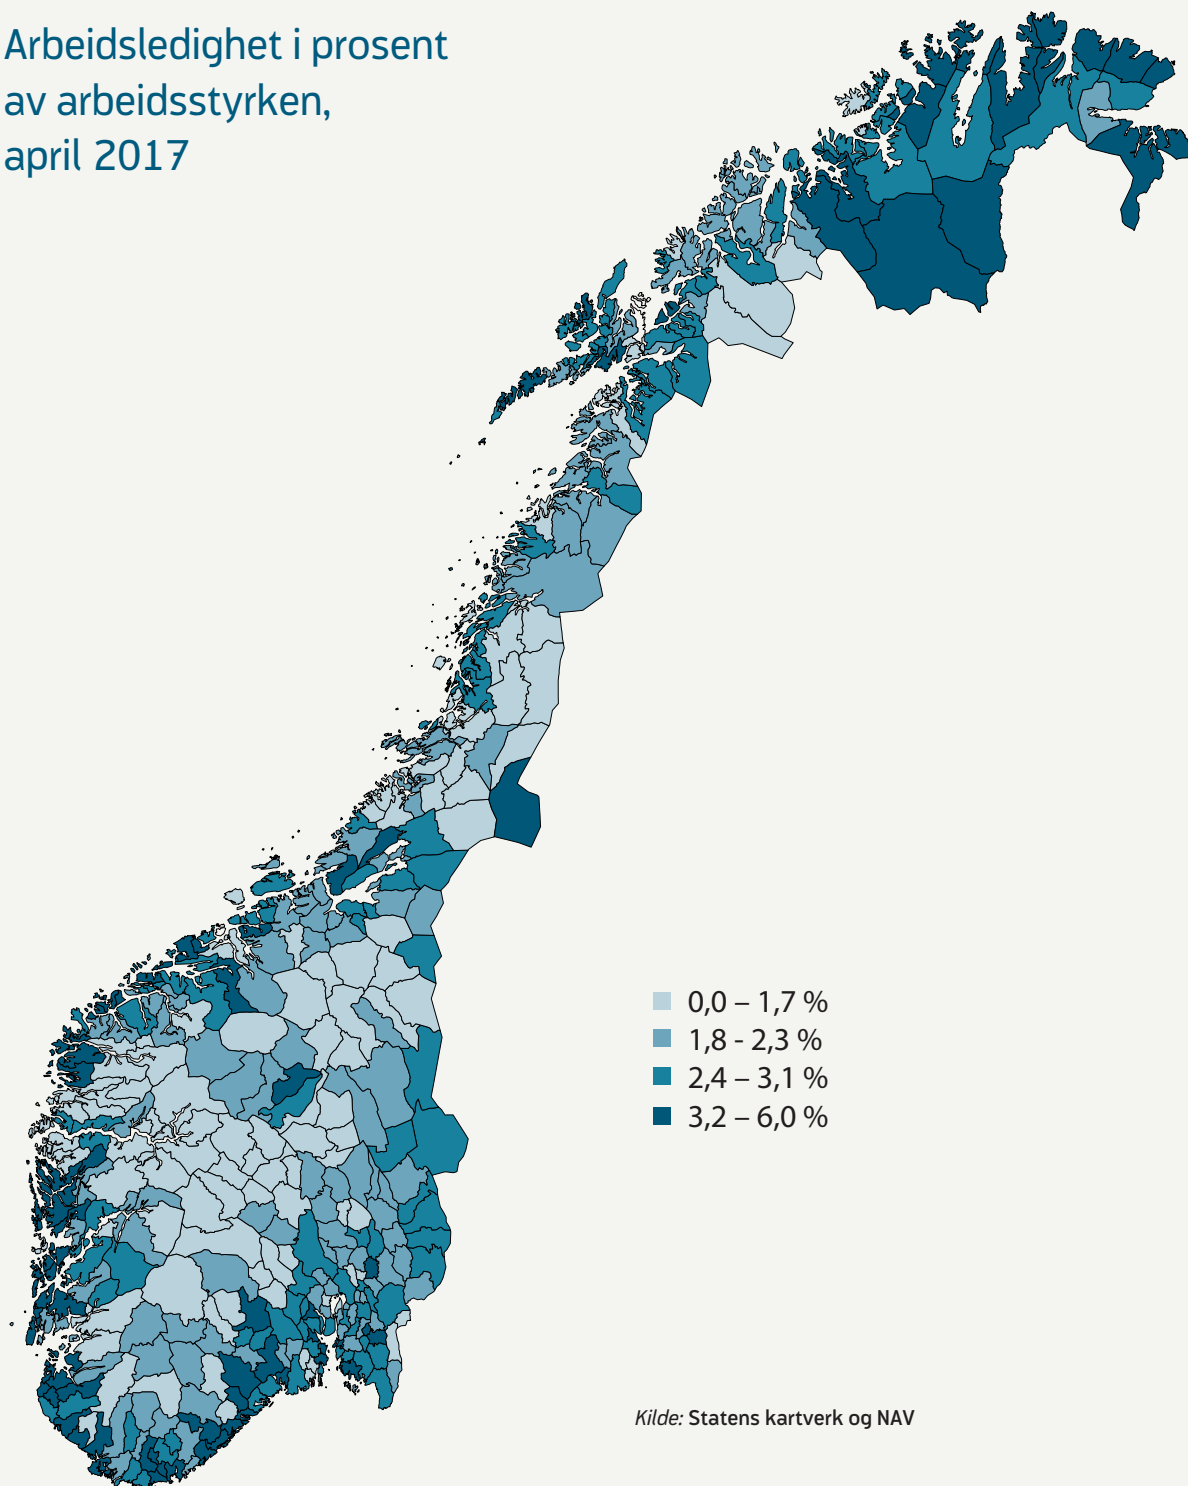 Arbeidsledighet i prosent
av arbeidsstyrken,
april 2017
0,0 – 1,7 %
1,8 - 2,3 %
2,4 – 3,1 %
3,2 – 6,0 %
Kilde: Statens kartverk og NAV